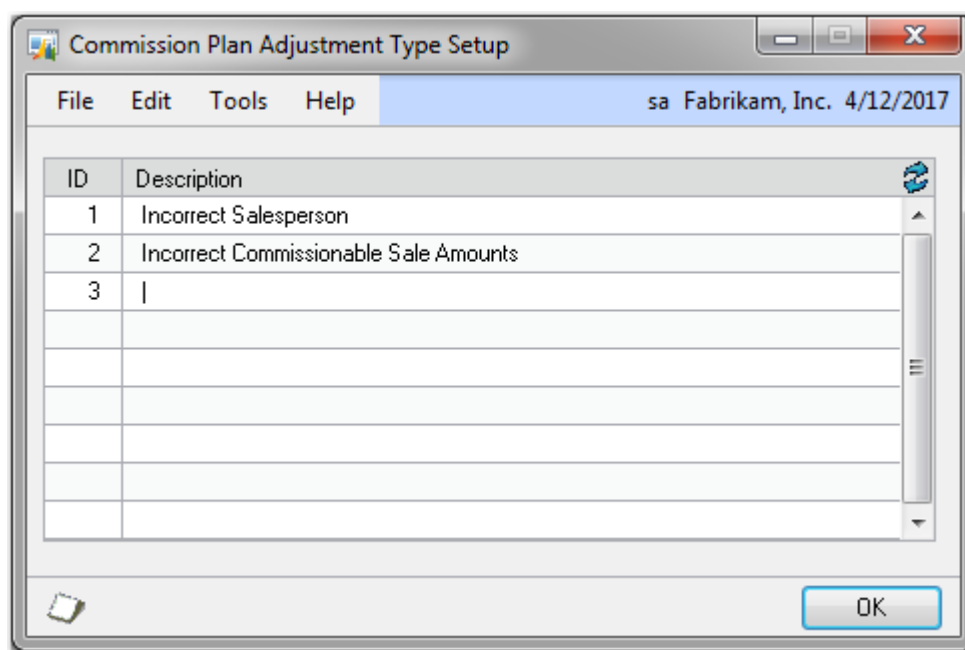 Commission Plan Adjustment Type Setup
File Edit Tools Help sa Fabrikam, Inc. 4/12/2017
ID Description
1 Incorrect Salesperson
2 Incorrect Commissionable Sale Amounts
3
OK